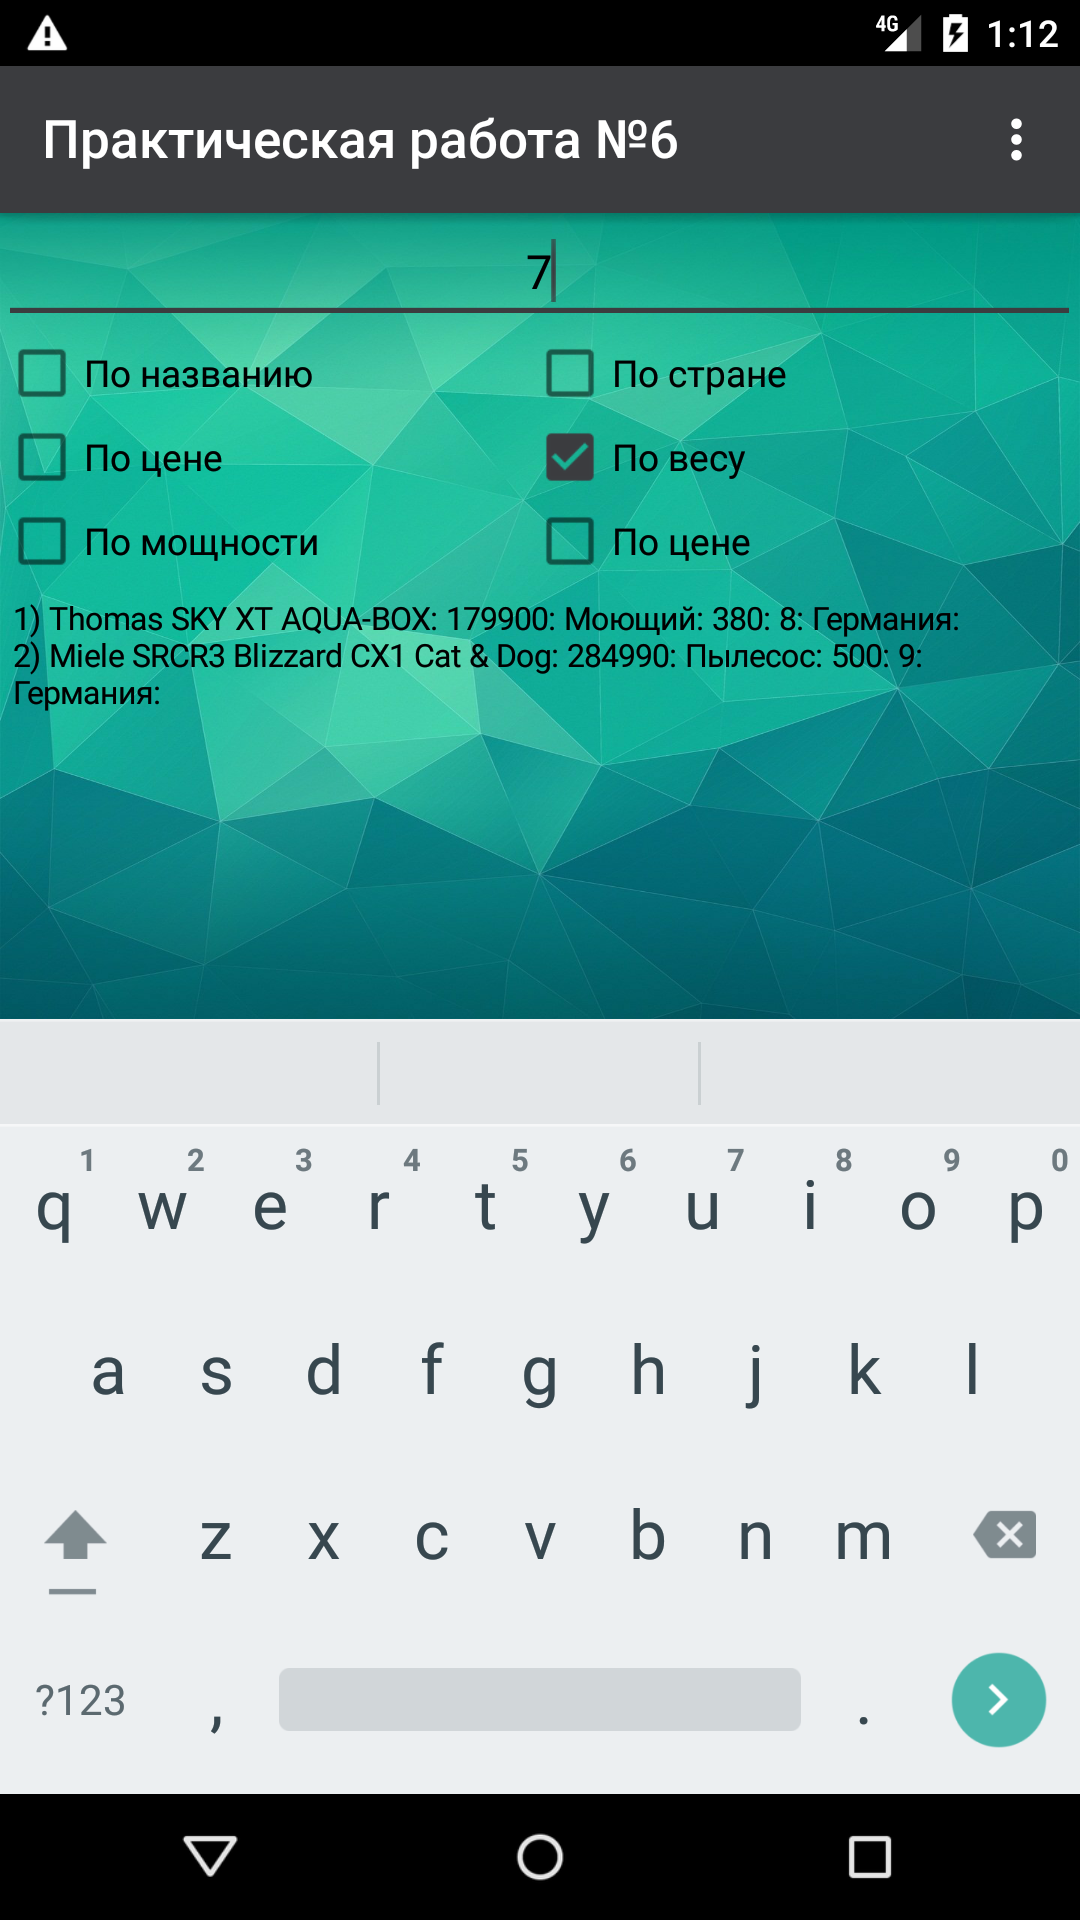 4G 1:12
Практическая работа №6
7
По названию По стране
По цене По весу
По мощности По цене
1) Thomas SKY XT AQUA-BOX: 179900: Моющий: 380: 8: Германия:
2) Miele SRCR3 Blizzard CX1 Cat & Dog: 284990: Пылесос: 500: 9:
Германия:
1 2 3 4 5 6 7 8 9 0
q w e r t y u i o p
a s d f g h j k l
z x c v b n m
?123 , .